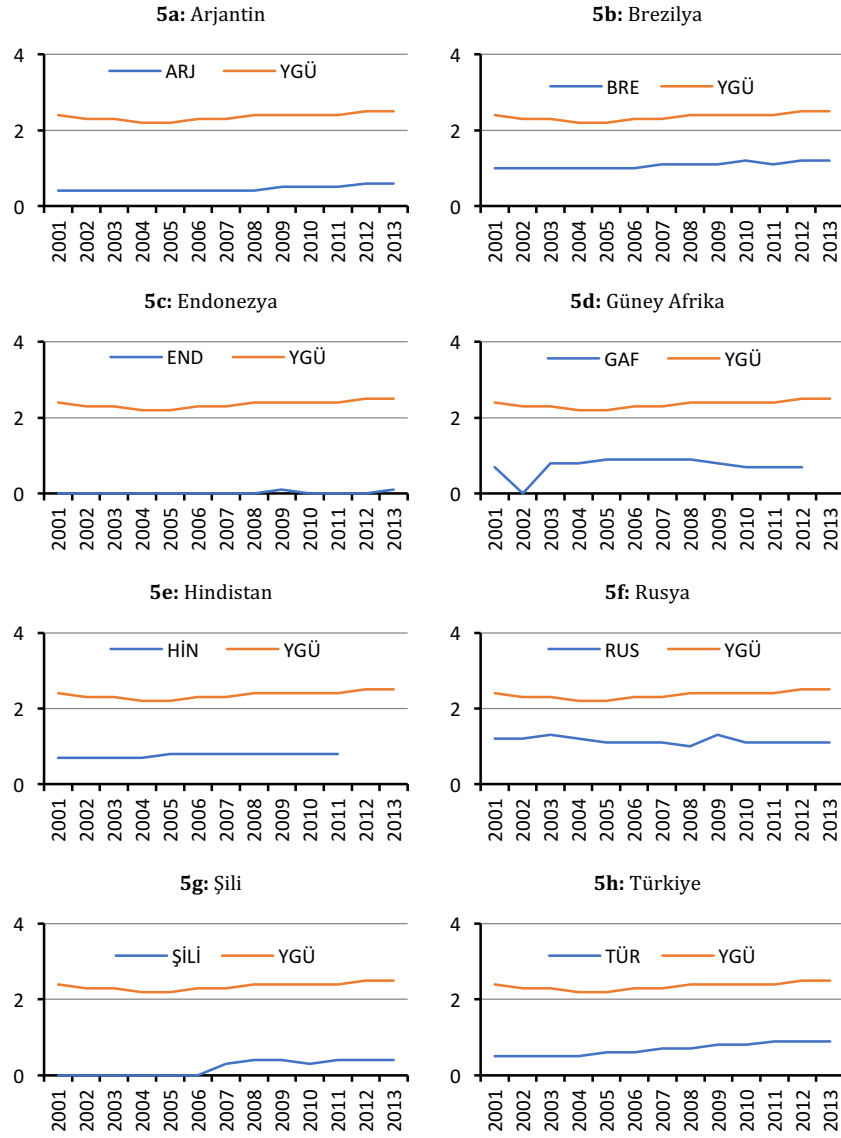 5a: Arjantin
4
ARJ YGÜ
2
0
2001 2002 2003 2004 2005 2006 2007 2008 2009 2010 2011 2012 2013
5b: Brezilya
4
BRE YGÜ
2
0
2001 2002 2003 2004 2005 2006 2007 2008 2009 2010 2011 2012 2013
5c: Endonezya
4
END YGÜ
2
0
2001 2002 2003 2004 2005 2006 2007 2008 2009 2010 2011 2012 2013
5d: Güney Afrika
4
GAF YGÜ
2
0
2001 2002 2003 2004 2005 2006 2007 2008 2009 2010 2011 2012 2013
5e: Hindistan
4
HİN YGÜ
2
0
2001 2002 2003 2004 2005 2006 2007 2008 2009 2010 2011 2012 2013
5f: Rusya
4
RUS YGÜ
2
0
2001 2002 2003 2004 2005 2006 2007 2008 2009 2010 2011 2012 2013
5g: Şili
4
ŞİLİ YGÜ
2
0
2001 2002 2003 2004 2005 2006 2007 2008 2009 2010 2011 2012 2013
5h: Türkiye
4
TÜR YGÜ
2
0
2001 2002 2003 2004 2005 2006 2007 2008 2009 2010 2011 2012 2013